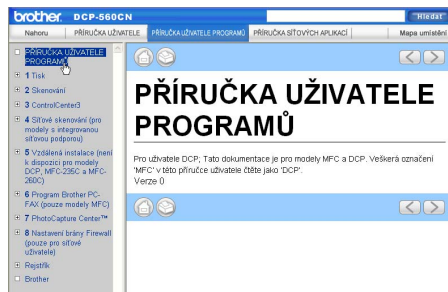 brother. DCP-560CN
Hledat
Nahoru
PŘÍRUČKA UŽIVATELE
PŘÍRUČKA UŽIVATELE PROGRAMŮ
PŘÍRUČKA SÍŤOVÝCH APLIKACÍ
Mapa umístění
PŘÍRUČKA UŽIVATELE
PROGRAMŮ
1 Tisk
2 Skenování
3 ControlCenter3
4 Síťové skenování (pro
modely s integrovanou
síťovou podporou)
5 Vzdálená instalace (není
k dispozici pro modely
DCP, MFC-235C a MFC-
260C)
6 Program Brother PC-
FAX (pouze modely MFC)
7 PhotoCapture Center™
8 Nastavení brány Firewall
(pouze pro síťové
uživatele)
Rejstřík
Brother
PŘÍRUČKA UŽIVATELE
PROGRAMŮ
Pro uživatele DCP; Tato dokumentace je pro modely MFC a DCP. Veškerá označení
'MFC' v této příručce uživatel čtěte jako 'DCP'.
Verze 0